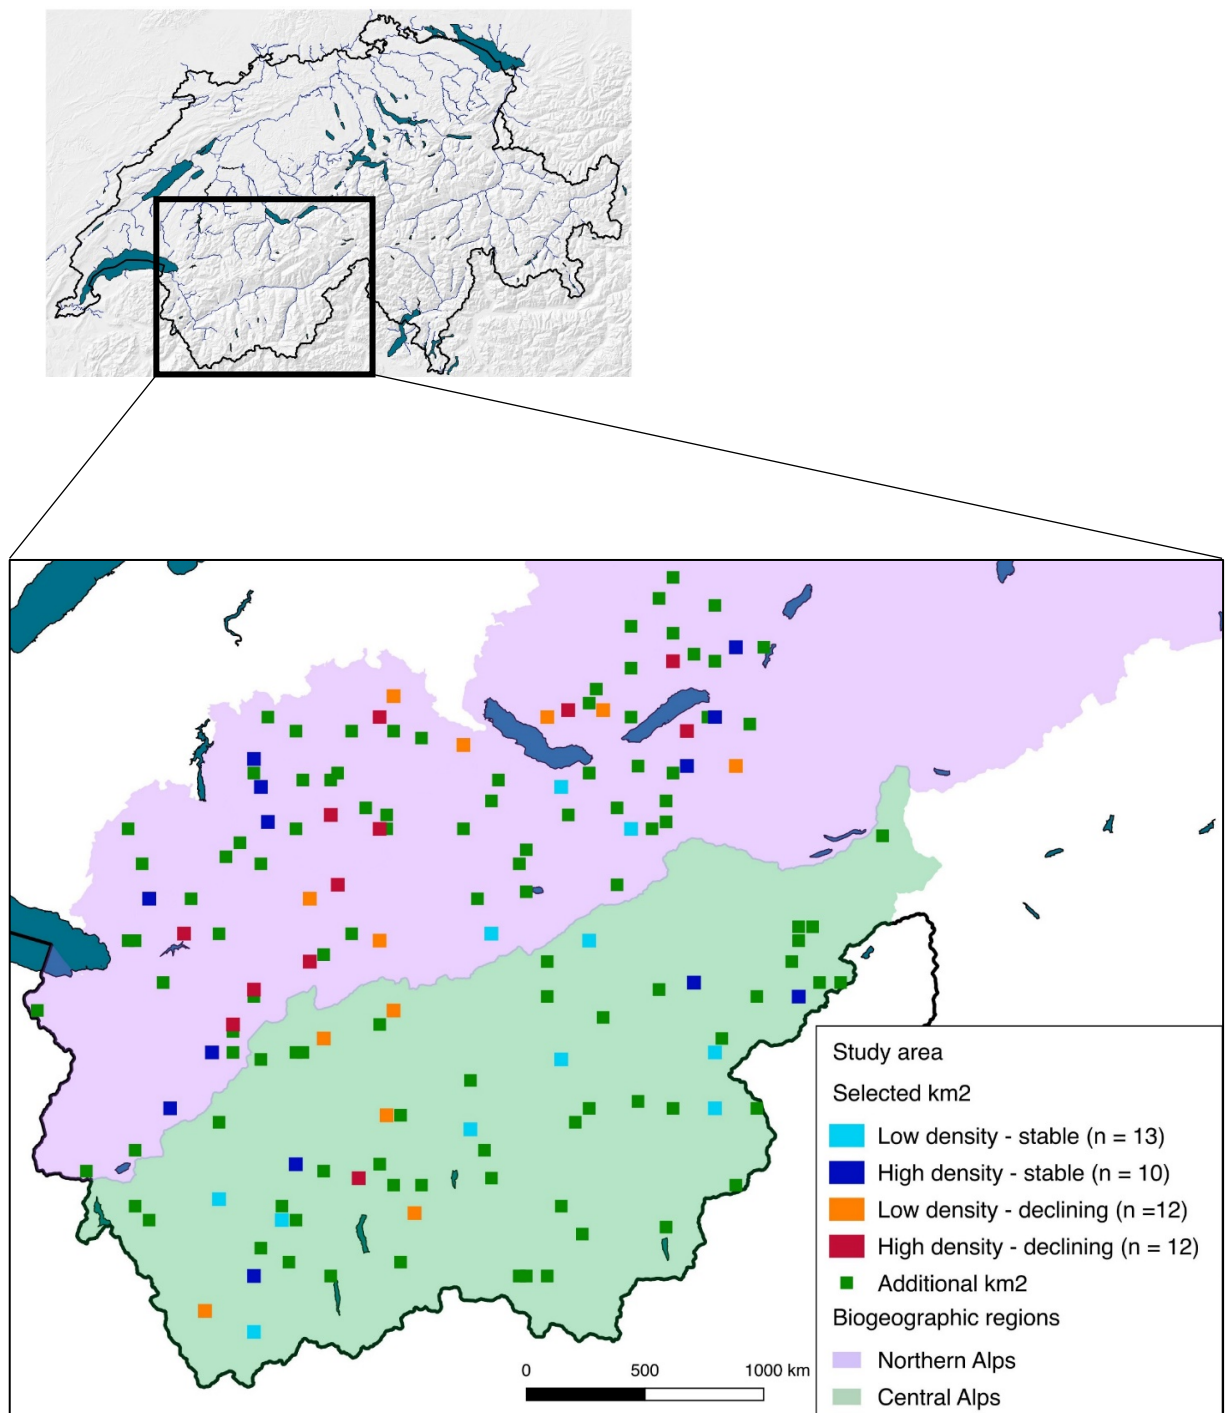 Study area
Selected km2
Low density - stable (n = 13)
High density - stable (n = 10)
Low density - declining (n =12)
High density - declining (n = 12)
Additional km2
Biogeographic regions
Northern Alps
Central Alps
0 500 1000 km